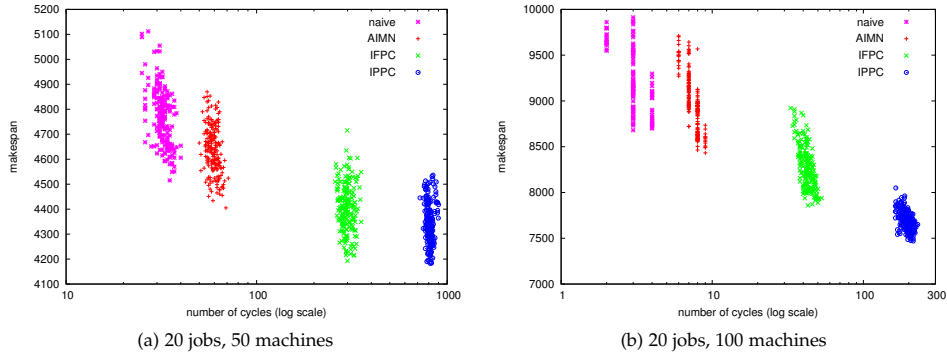 5200
5100
5000
4900
4800
4700
4600
4500
4400
4300
4200
4100
makespan
naive
AIMN
IFPC
IPPC
10 100 1000
number of cycles (log scale)
(a) 20 jobs, 50 machines
10000
9500
9000
8500
8000
7500
7000
makespan
naive
AIMN
IFPC
IPPC
1 10 100 300
number of cycles (log scale)
(b) 20 jobs, 100 machines